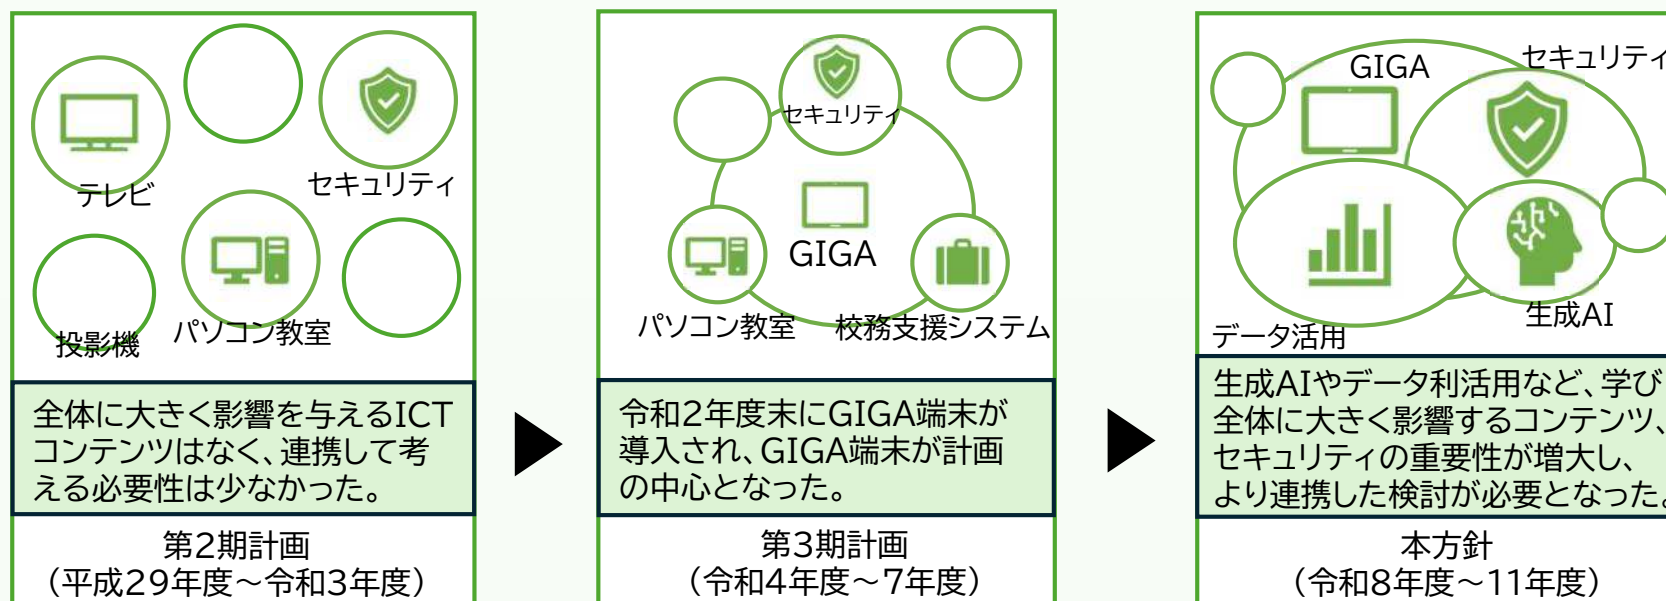 テレビ
セキュリティ
投影機
パソコン教室
全体に大きく影響を与えるICT
コンテンツはなく、連携して考
える必要性は少なかった。
第2期計画
（平成29年度～令和3年度）
セキュリティ
GIGA
パソコン教室
校務支援システム
令和2年度末にGIGA端末が
導入され、GIGA端末が計画
の中心となった。
第3期計画
（令和4年度～7年度）
GIGA
セキュリティ
データ活用
生成AI
生成AIやデータ利活用など、学び
全体に大きく影響するコンテンツ、
セキュリティの重要性が増大し、
より連携した検討が必要となった。
本方針
（令和8年度～11年度）